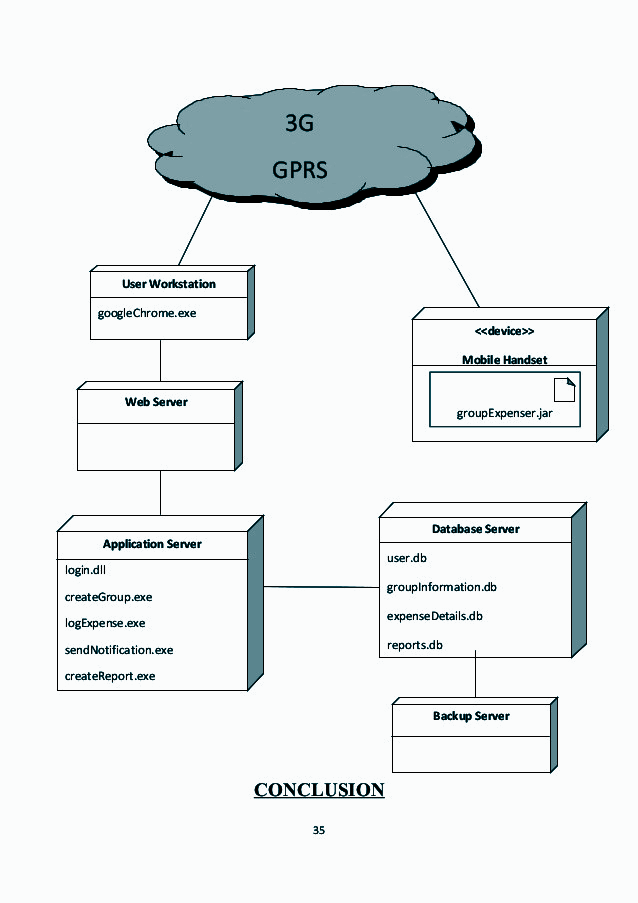 3G
GPRS
User Workstation
googleChrome.exe
<<device>>
Mobile Handset
groupExpenser.jar
Web Server
Application Server
login.dll
createGroup.exe
logExpense.exe
sendNotification.exe
createReport.exe
Database Server
user.db
groupInformation.db
expenseDetails.db
reports.db
Backup Server
CONCLUSION
35